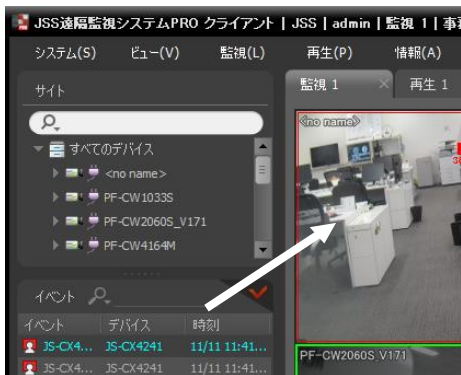 JSS遠隔監視システムPRO クライアント | JSS | admin | 監視 1 | 事
システム(S) ビュー(V) 監視(L) 再生(P) 情報(A)
監視 1 × 再生 1
サイト
<no name>
すべてのデバイス
<no name>
PF-CW1033S
PF-CW2060S_V171
PF-CW4164M
イベント
イベント デバイス 時刻
JS-CX4... JS-CX4241 11/11 11:41...
JS-CX4... JS-CX4241 11/11 11:41...
PF-CW2060S V171